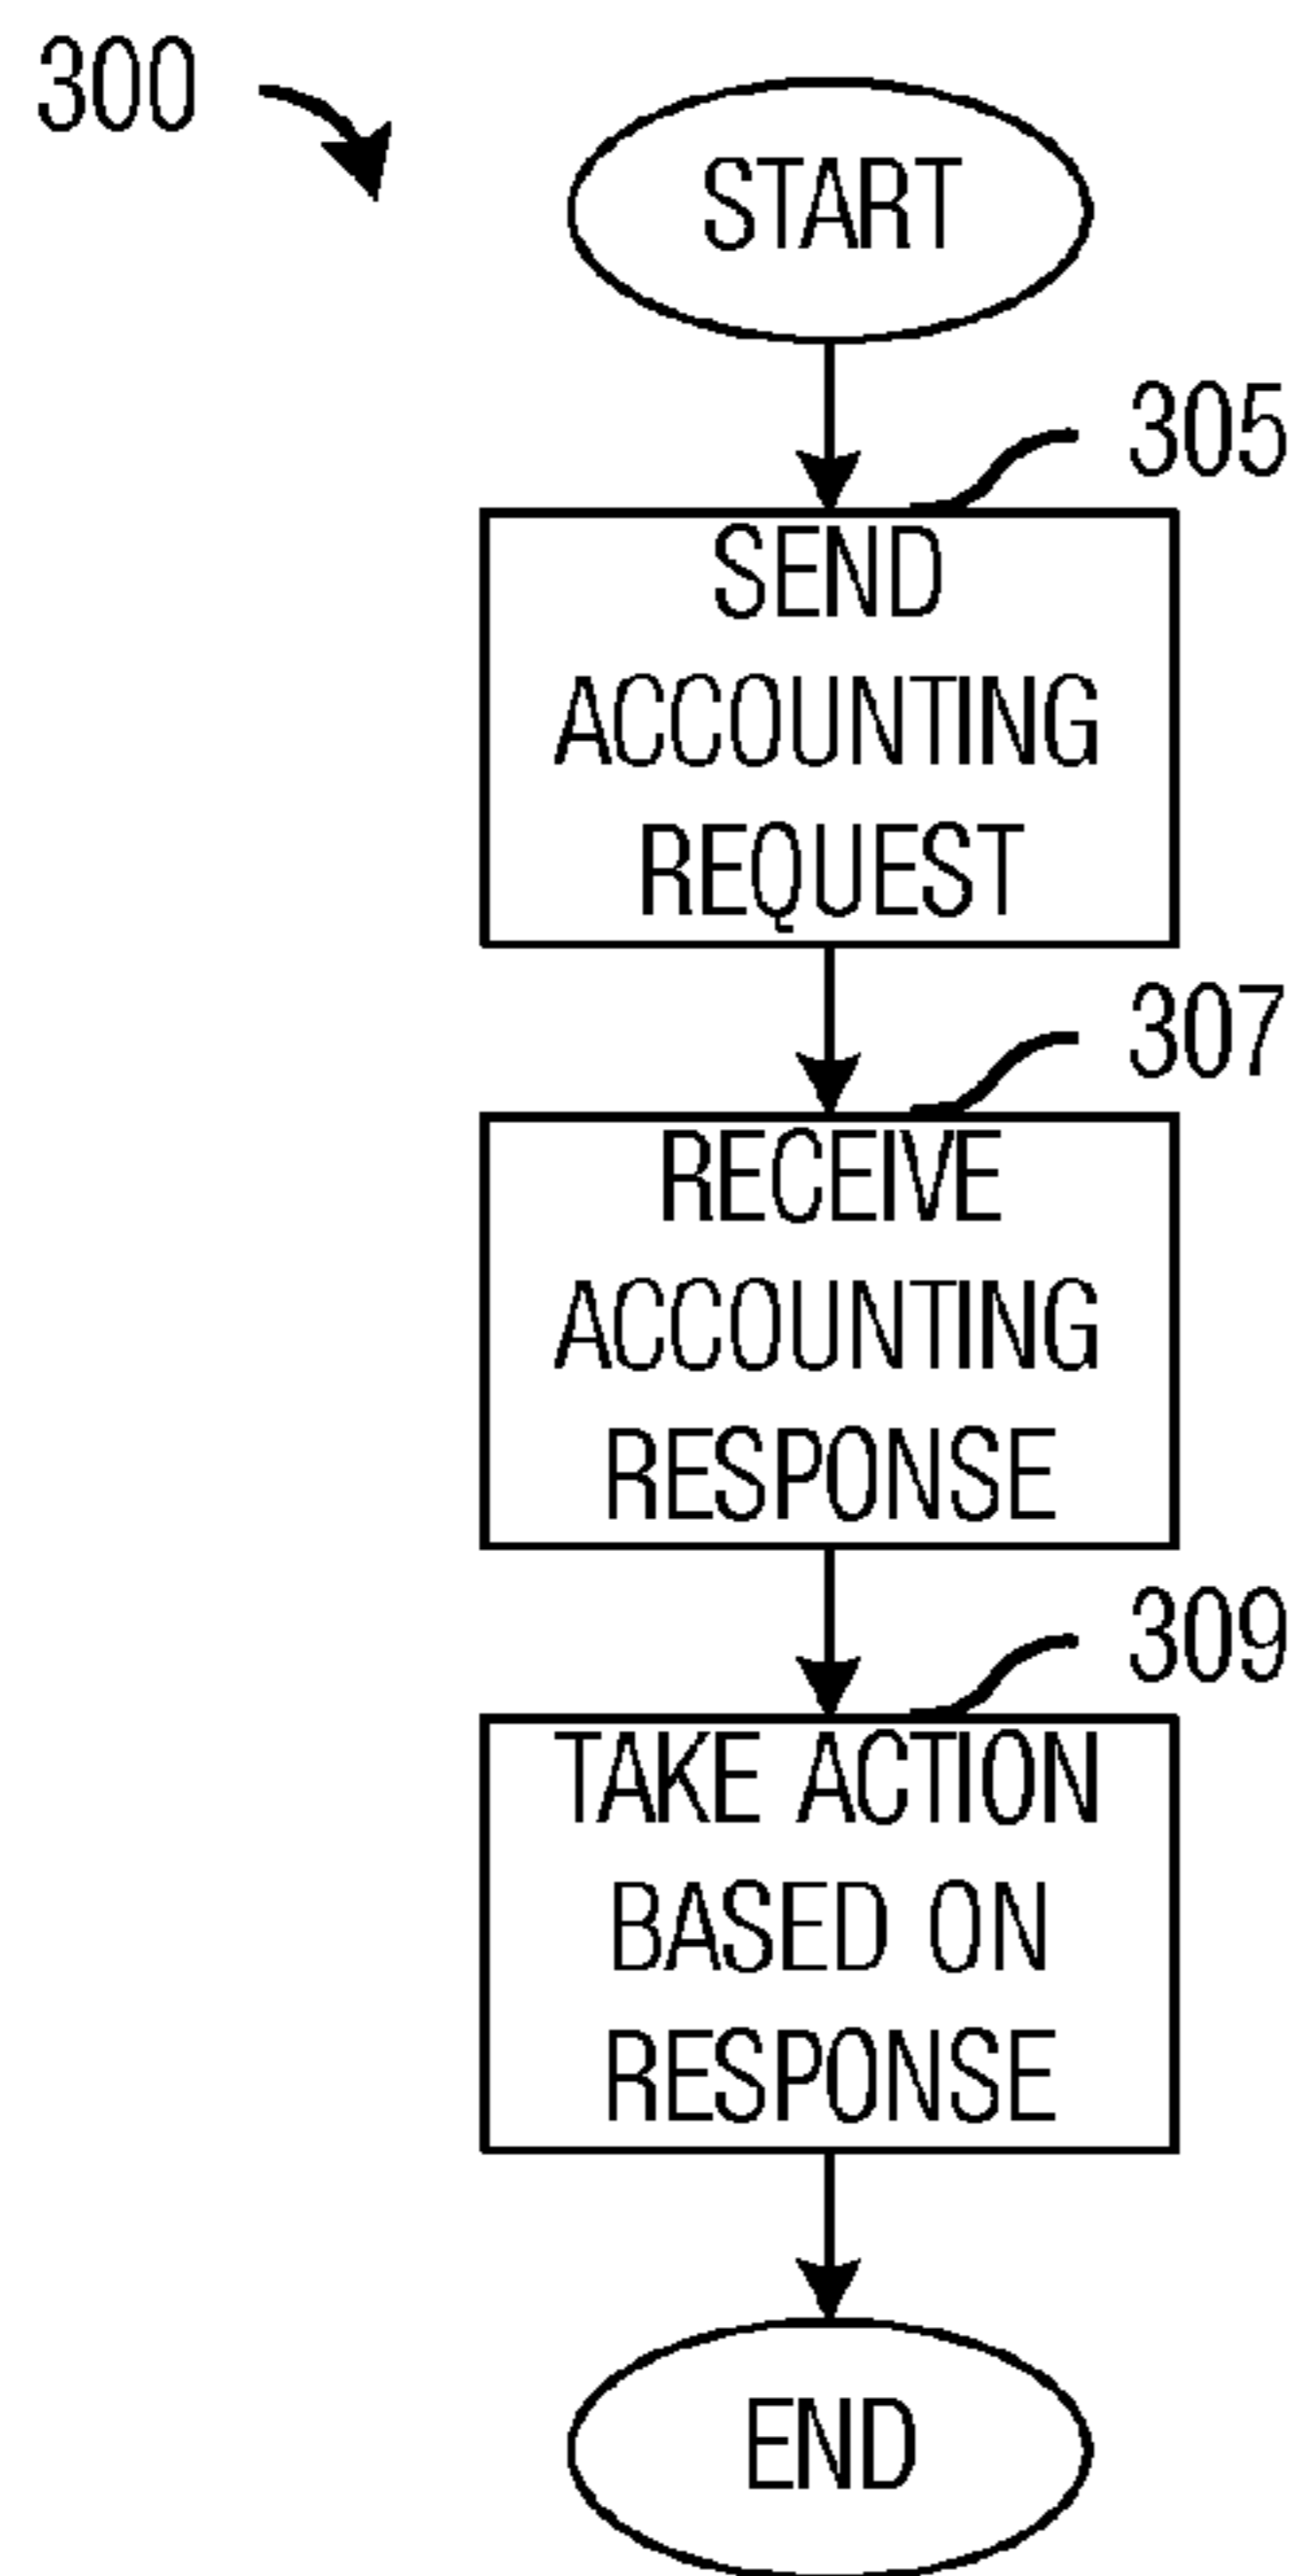 300
START
305
SEND
ACCOUNTING
REQUEST
307
RECEIVE
ACCOUNTING
RESPONSE
309
TAKE ACTION
BASED ON
RESPONSE
END